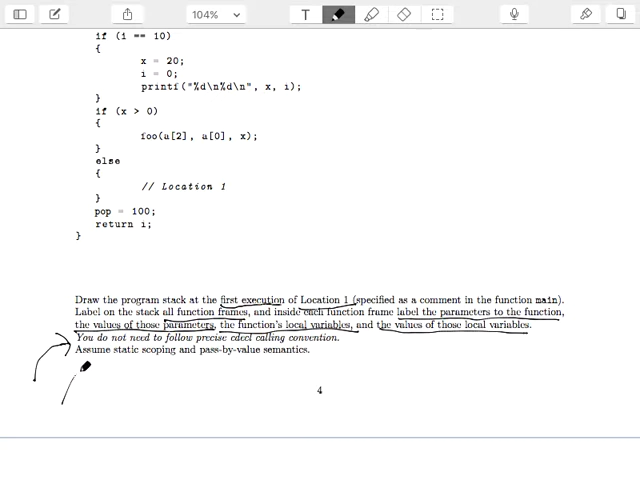 104%
T
if (i == 10)
{
x = 20;
i = 0;
printf("%d\n%d\n", x, i);
}
if (x > 0)
{
foo(a[2], a[0], x);
}
else
{
// Location 1
}
pop = 100;
return i;
}
Draw the program stack at the first execution of Location 1 (specified as a comment in the function main).
Label on the stack all function frames, and inside each function frame label the parameters to the function,
the values of those parameters, the function's local variables, and the values of those local variables.
You do not need to follow precise cdecl calling convention.
Assume static scoping and pass-by-value semantics.
4